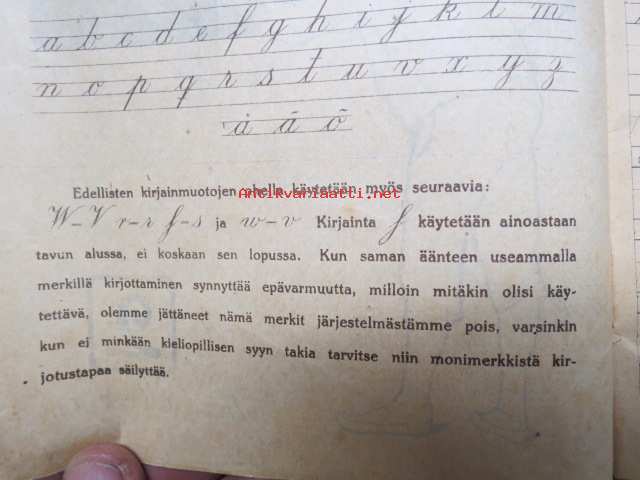 a b c d e f g h i j k l m
n o p q r s t u v x y z
å ä ö
Edellisten kirjainmuotojen ohella käytetään myös seuraavia:
Antikvariaatti.net
W–V r–r ſ–s ja w–v Kirjainta ſ käytetään ainoastaan
tavun alussa, ei koskaan sen lopussa. Kun saman äänteen useammalla
merkillä kirjottaminen synnyttää epävarmuutta, milloin mitäkin olisi käy-
tettävä, olemme jättäneet nämä merkit järjestelmästämme pois, varsinkin
kun ei minkään kieliopillisen syyn takia tarvitse niin monimerkkistä kir-
jotustapaa säilyttää.